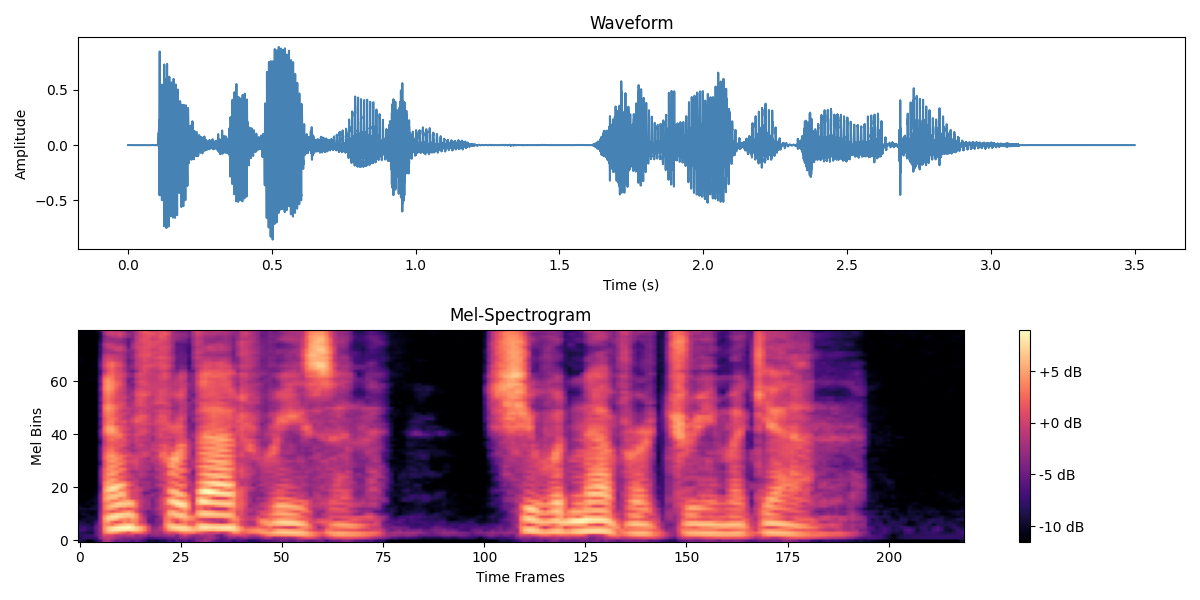 Waveform
Amplitude
0.5
0.0
−0.5
0.0 0.5 1.0 1.5 2.0 2.5 3.0 3.5
Time (s)
Mel-Spectrogram
Mel Bins
60
40
20
0
0 25 50 75 100 125 150 175 200
Time Frames
+5 dB
+0 dB
-5 dB
-10 dB